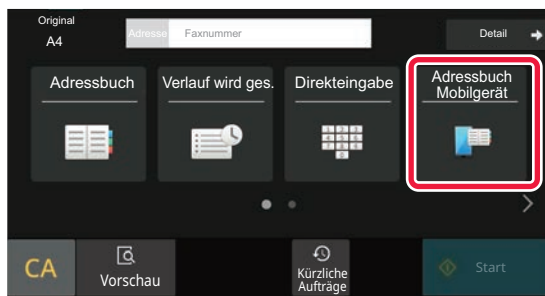 Original
A4
Adresse
Faxnummer
Detail
Adressbuch
Verlauf wird ges.
Direkteingabe
Adressbuch
Mobilgerät
CA
Vorschau
Kürzliche
Aufträge
Start